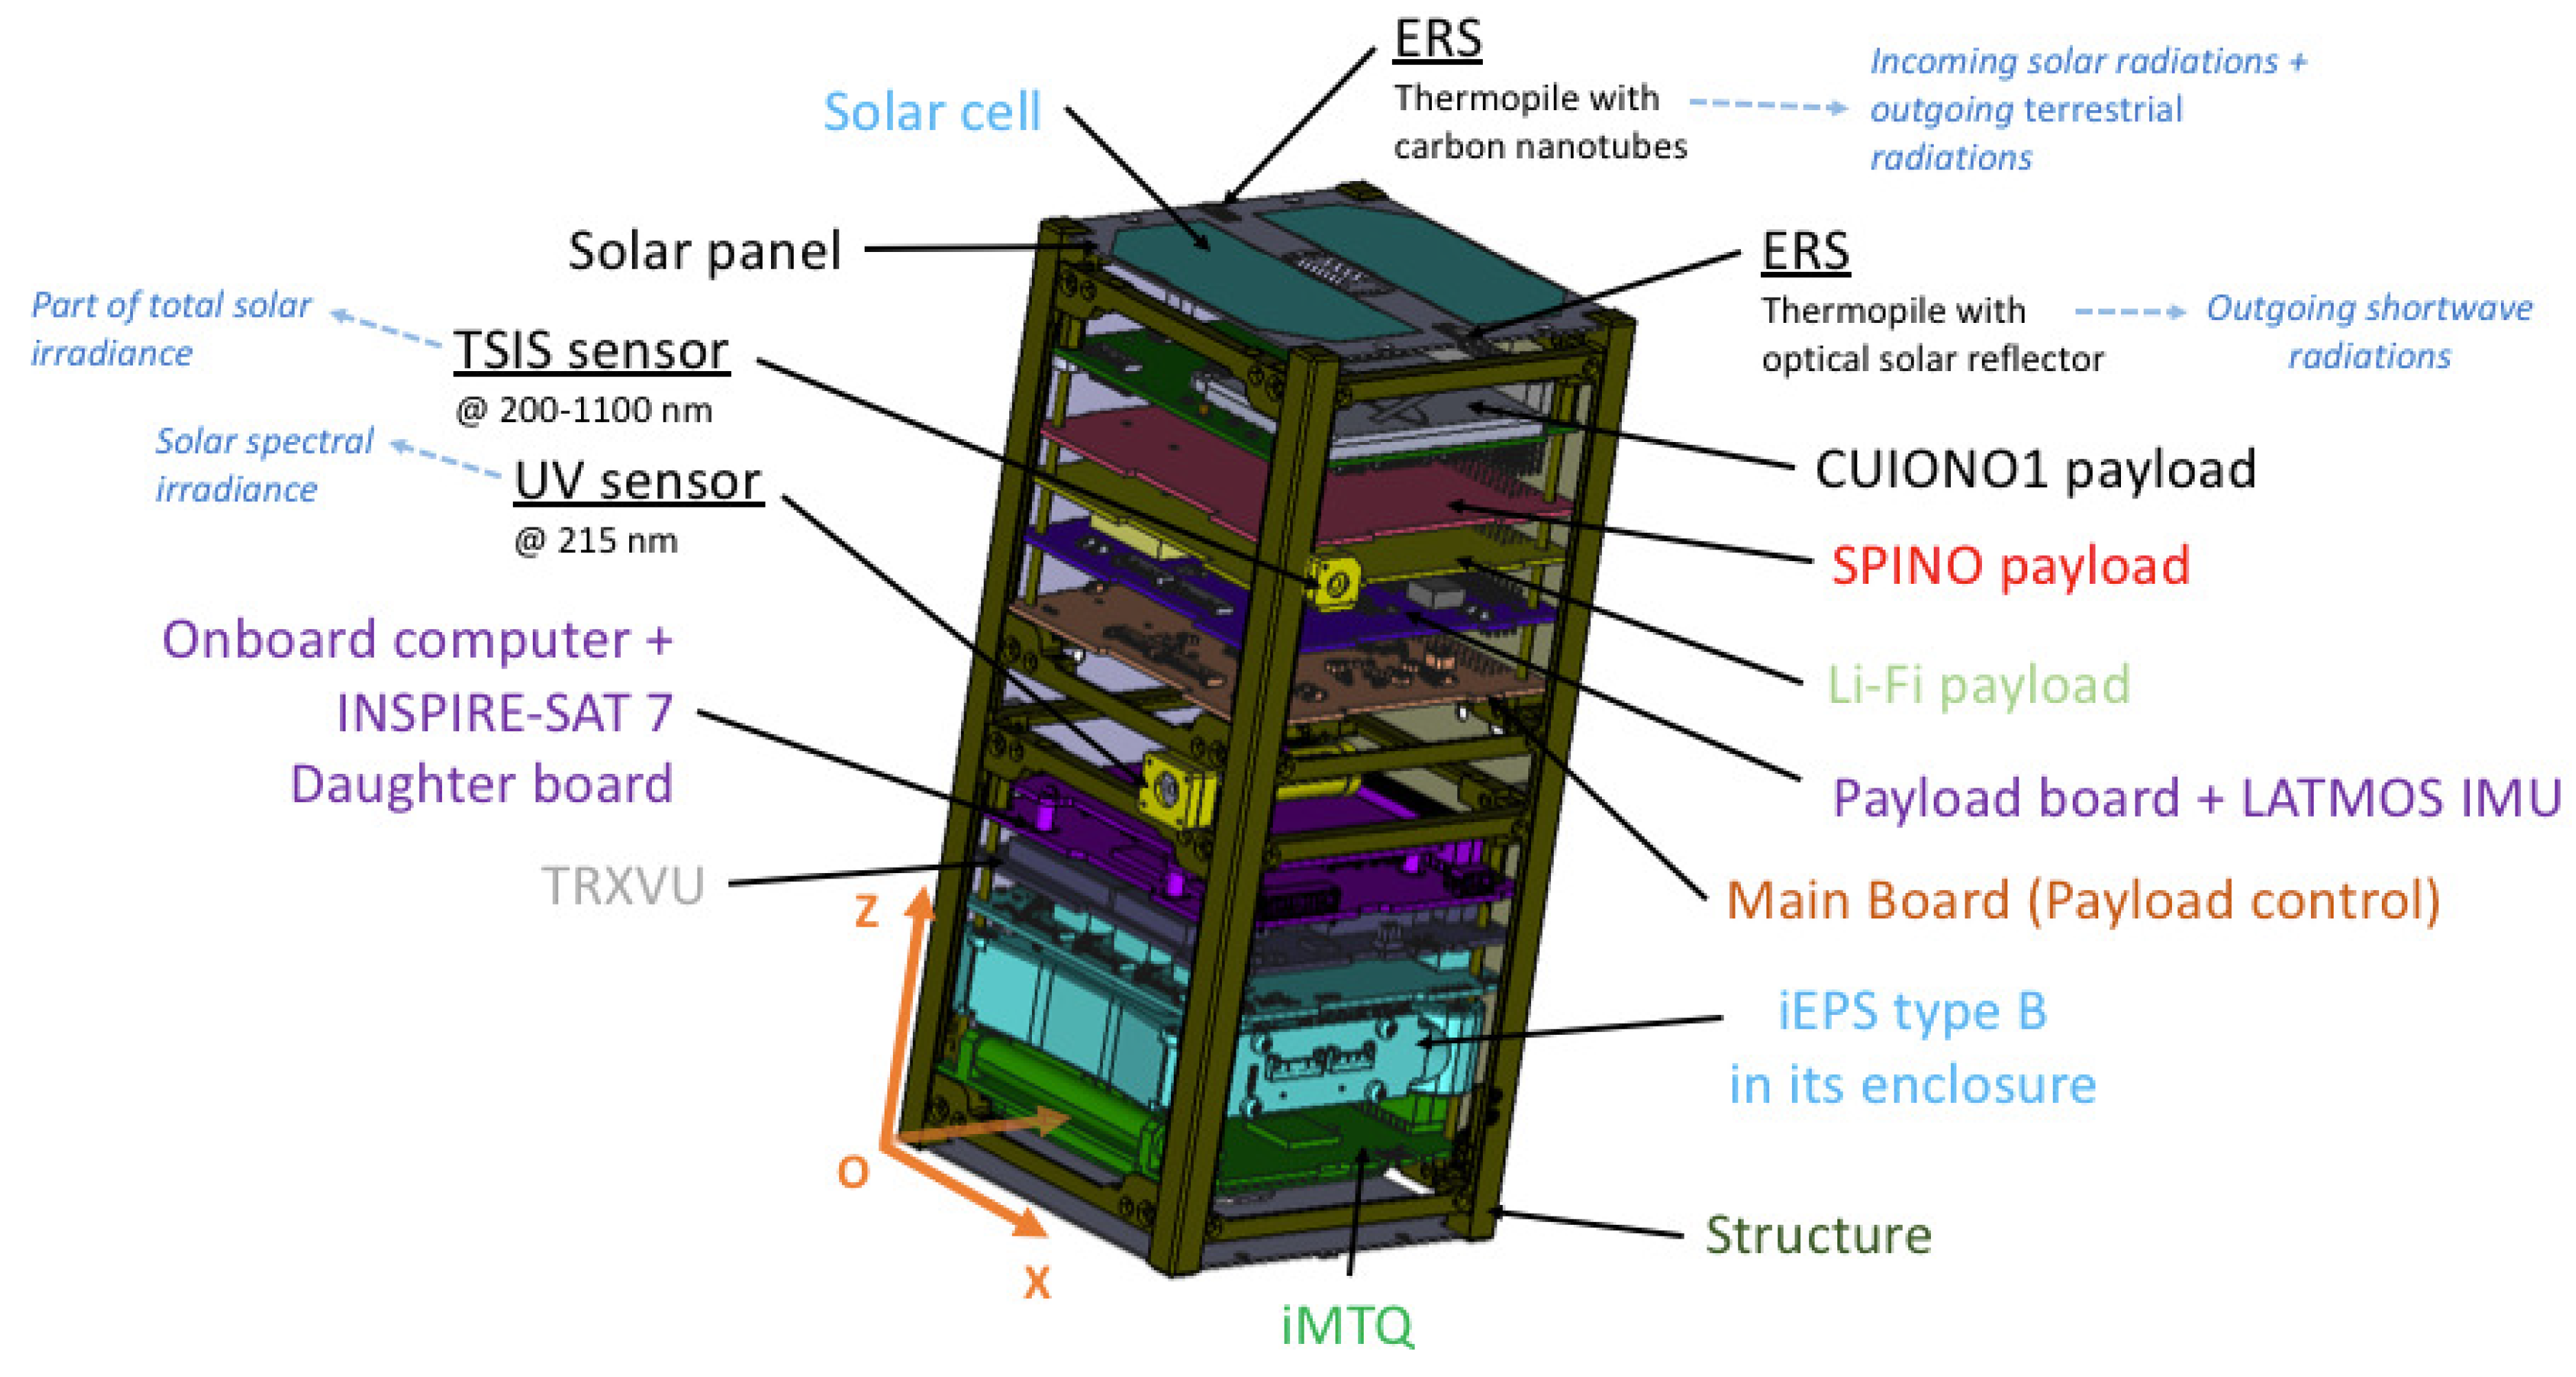 ERS
Thermopile with
carbon nanotubes
Incoming solar radiations +
outgoing terrestrial
radiations
Solar cell
Solar panel
ERS
Thermopile with
optical solar reflector
Outgoing shortwave
radiations
Part of total solar
irradiance
TSIS sensor
@ 200-1100 nm
Solar spectral
irradiance
UV sensor
@ 215 nm
CUIONO1 payload
SPINO payload
Li-Fi payload
Onboard computer +
INSPIRE-SAT 7
Daughter board
Payload board + LATMOS IMU
TRXVU
Main Board (Payload control)
Z
iEPS type B
in its enclosure
O
X
Structure
iMTQ